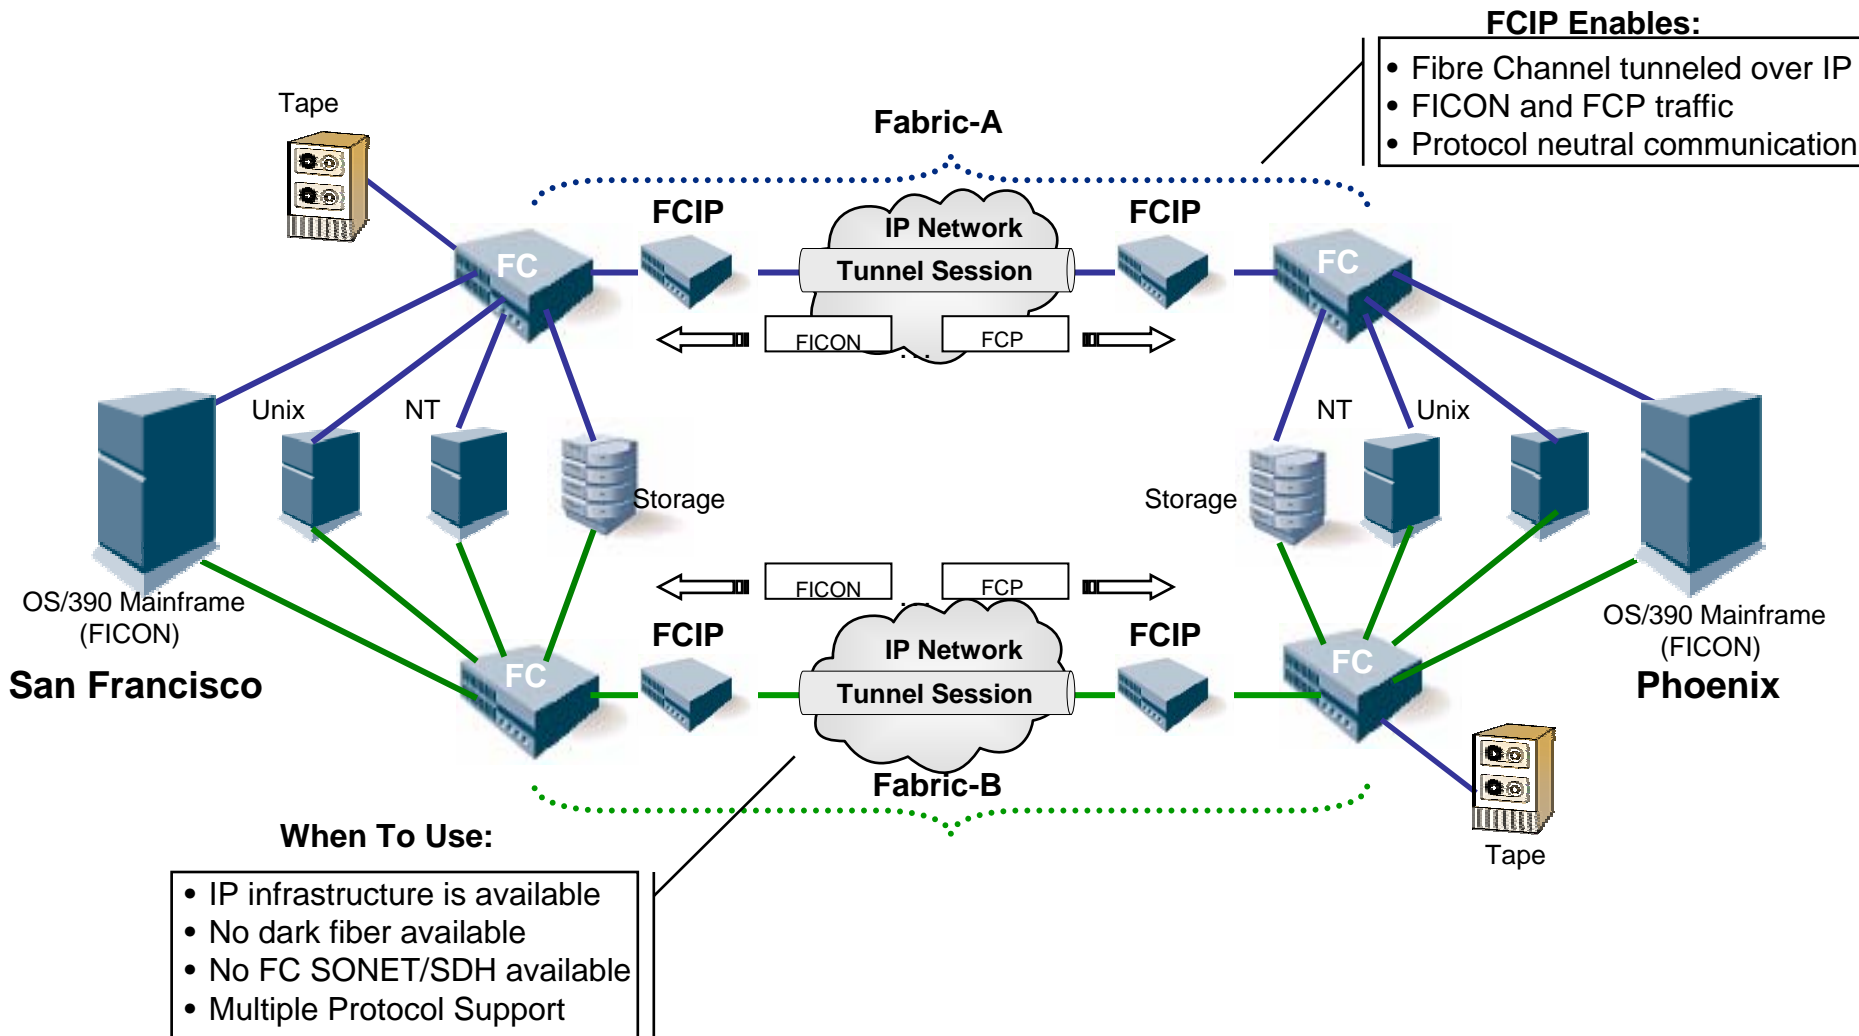 FCIP Enables:
• Fibre Channel tunneled over IP
• FICON and FCP traffic
• Protocol neutral communication
Tape
Fabric-A
FCIP
IP Network
FCIP
FC
Tunnel Session
FC
FICON
...
FCP
Unix
NT
NT
Unix
Storage
Storage
OS/390 Mainframe
(FICON)
San Francisco
FICON
...
FCP
OS/390 Mainframe
(FICON)
Phoenix
FCIP
IP Network
FCIP
FC
Tunnel Session
FC
Fabric-B
Tape
When To Use:
• IP infrastructure is available
• No dark fiber available
• No FC SONET/SDH available
• Multiple Protocol Support